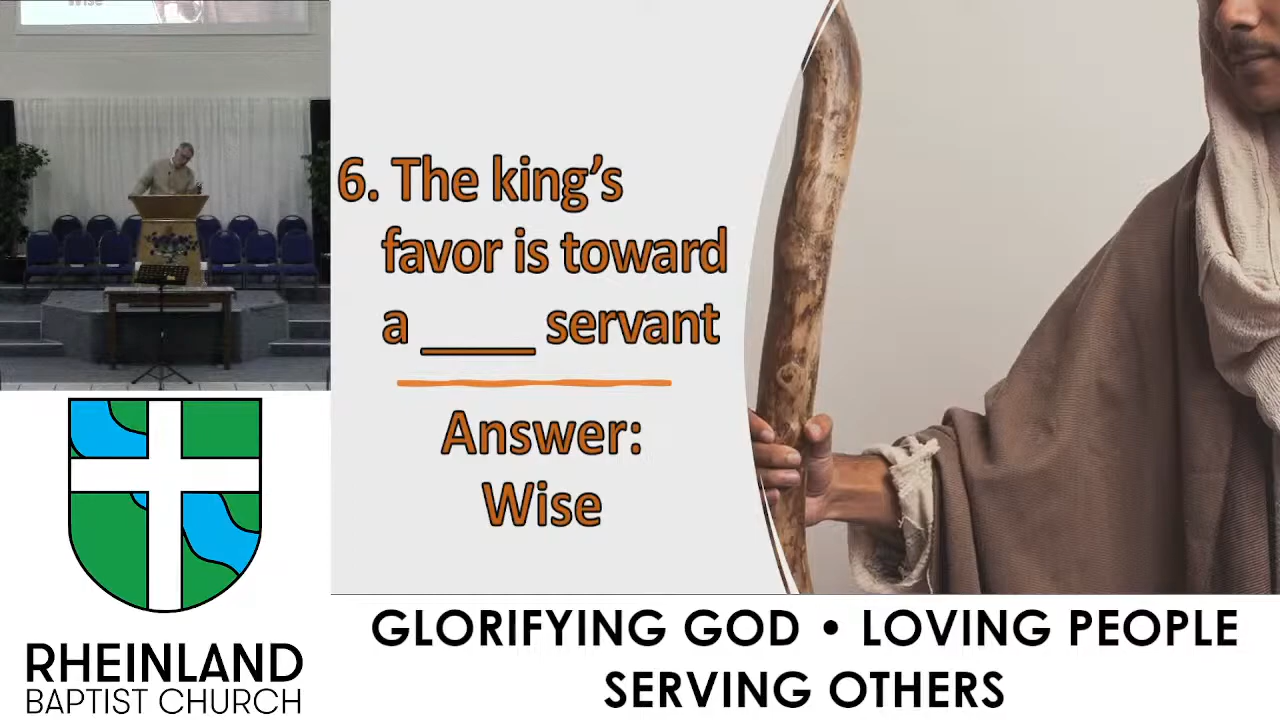 Wise
6. The king's
favor is toward
a ____ servant
Answer:
Wise
RHEINLAND
BAPTIST CHURCH
GLORIFYING GOD • LOVING PEOPLE
SERVING OTHERS